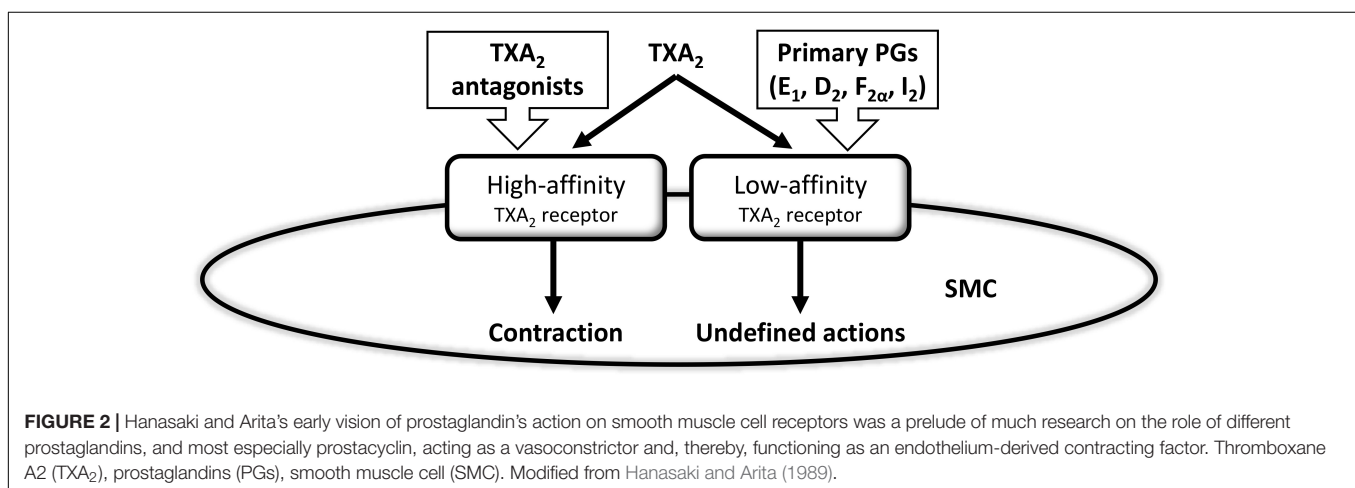 TXA₂ antagonists
TXA₂
Primary PGs
(E₁, D₂, F₂α, I₂)
High-affinity
TXA₂ receptor
Low-affinity
TXA₂ receptor
SMC
Contraction
Undefined actions
FIGURE 2 | Hanasaki and Arita's early vision of prostaglandin's action on smooth muscle cell receptors was a prelude of much research on the role of different
prostaglandins, and most especially prostacyclin, acting as a vasoconstrictor and, thereby, functioning as an endothelium-derived contracting factor. Thromboxane
A2 (TXA₂), prostaglandins (PGs), smooth muscle cell (SMC). Modified from Hanasaki and Arita (1989).